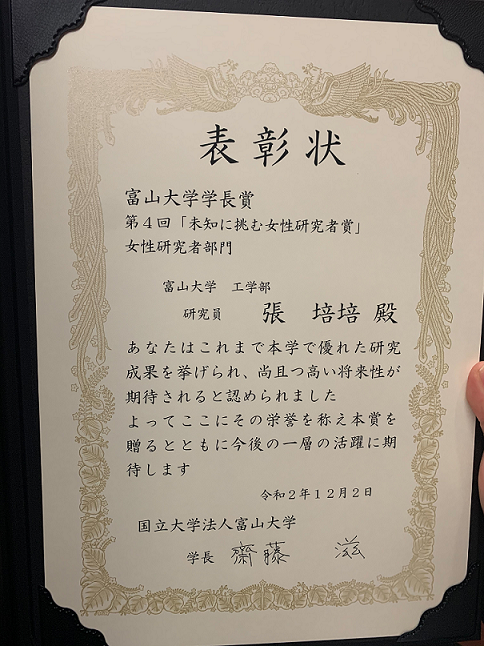 表彰状
富山大学学長賞
第4回「未知に挑む女性研究者賞」
女性研究者部門
富山大学 工学部
研究員 張 培培 殿
あなたはこれまで本学で優れた研究
成果を挙げられ、尚且つ高い将来性が
期待されると認められました
よってここにその栄誉を称え本賞を
贈るとともに今後の一層の活躍に期
待します
令和2年12月2日
国立大学法人富山大学
学長 齋藤 滋